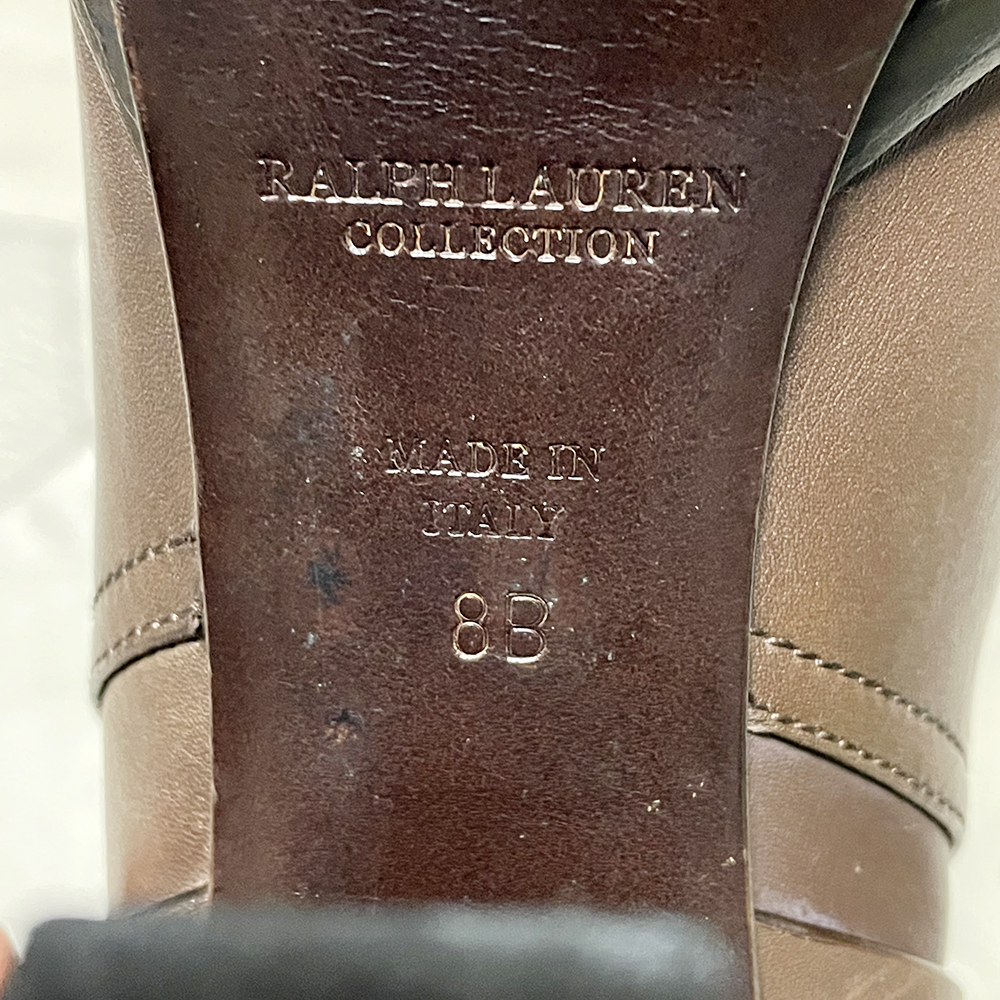 RALPH LAUREN
COLLECTION
MADE IN
ITALY
8B